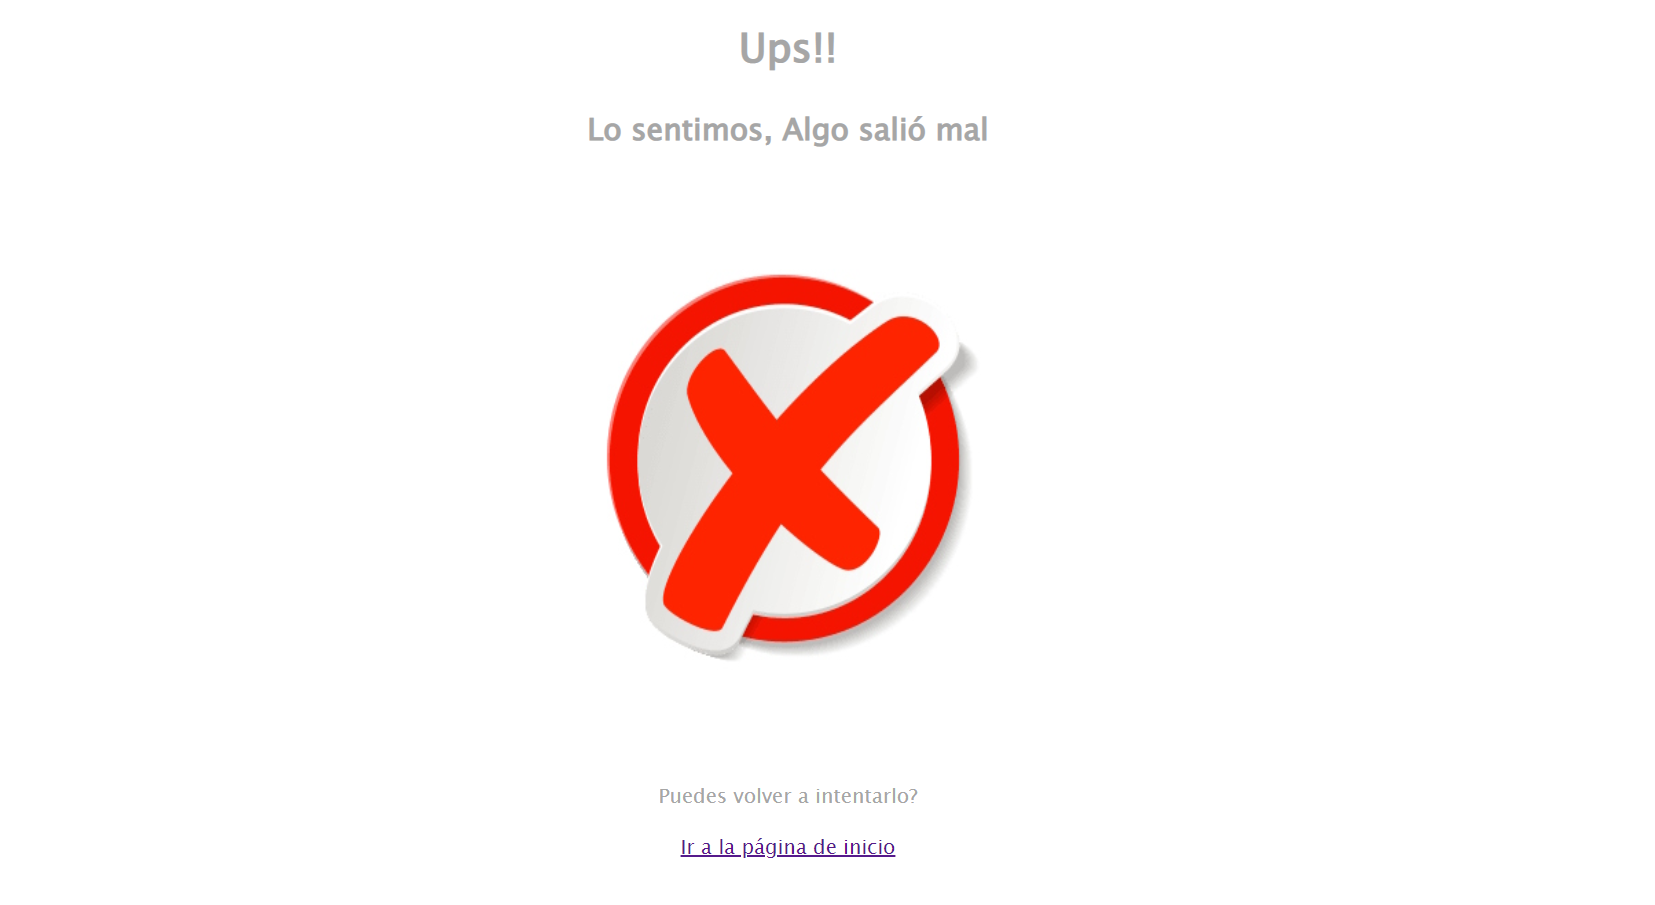 Ups!!
Lo sentimos, Algo salió mal
Puedes volver a intentarlo?
Ir a la página de inicio